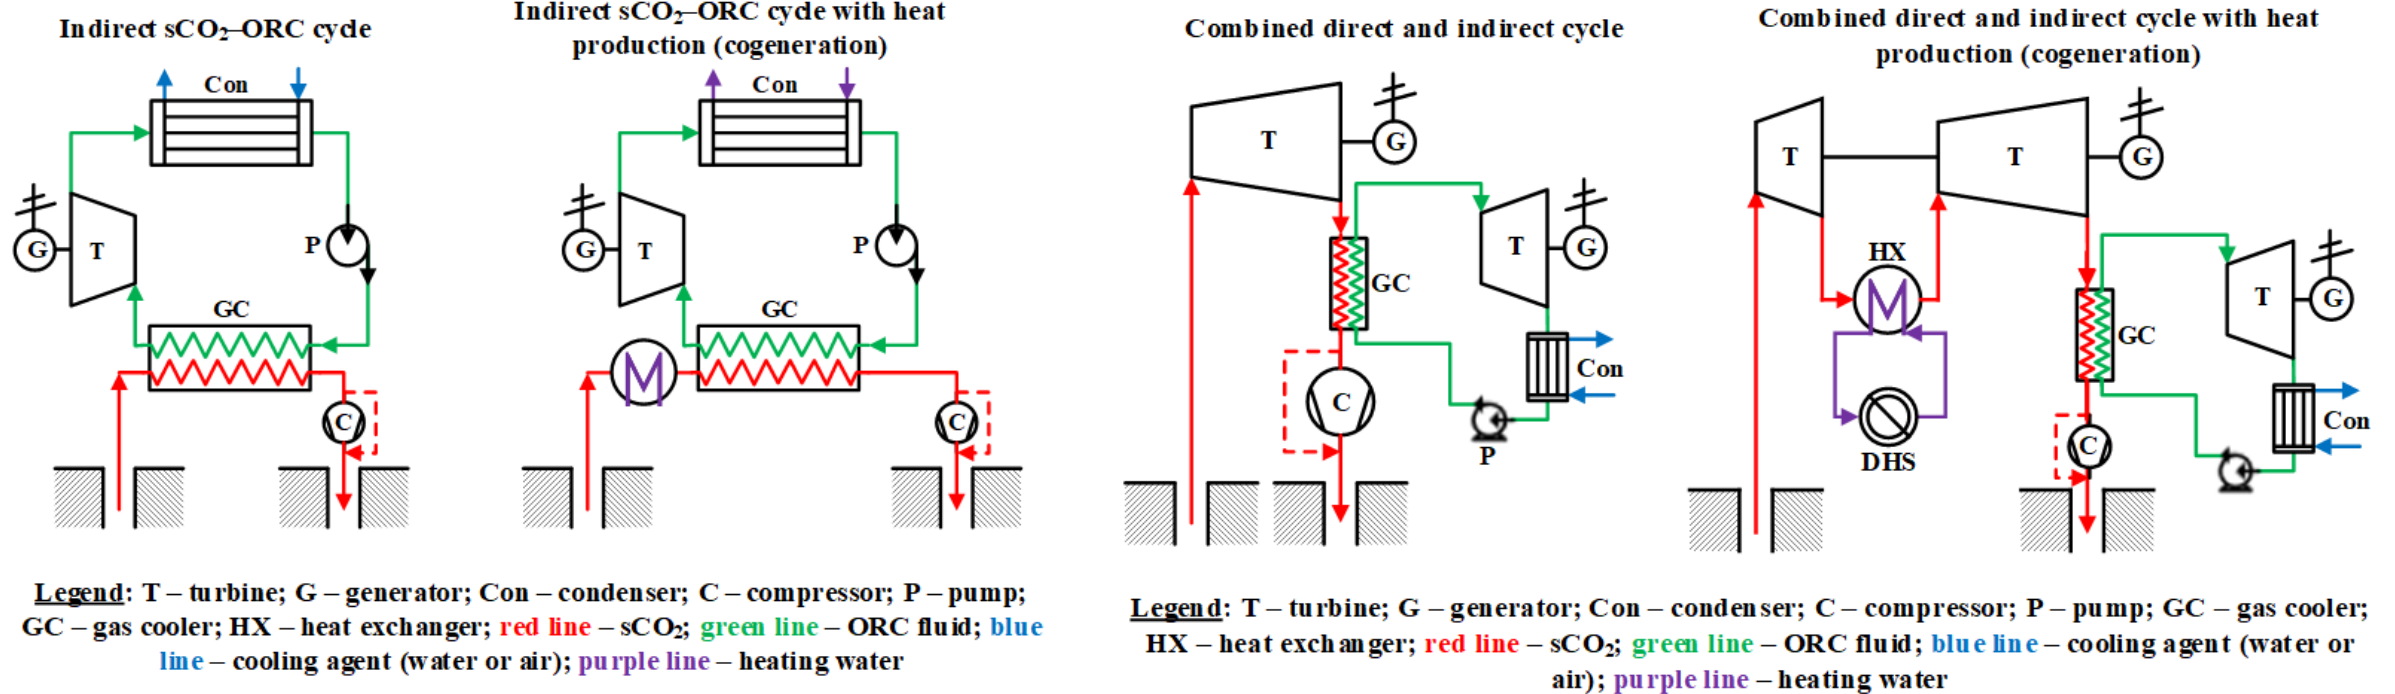 Indirect sCO₂–ORC cycle
Con
G
T
P
GC
C
Indirect sCO₂–ORC cycle with heat
production (cogeneration)
Con
G
T
P
GC
C
Legend: T – turbine; G – generator; Con – condenser; C – compressor; P – pump;
GC – gas cooler; HX – heat exchanger; red line – sCO₂; green line – ORC fluid; blue
line – cooling agent (water or air); purple line – heating water
Combined direct and indirect cycle
T
G
T
G
GC
Con
C
P
Combined direct and indirect cycle with heat
production (cogeneration)
T
T
G
HX
T
G
GC
Con
C
DHS
Legend: T – turbine; G – generator; Con – condenser; C – compressor; P – pump; GC – gas cooler;
HX – heat exchanger; red line – sCO₂; green line – ORC fluid; blue line – cooling agent (water or
air); purple line – heating water